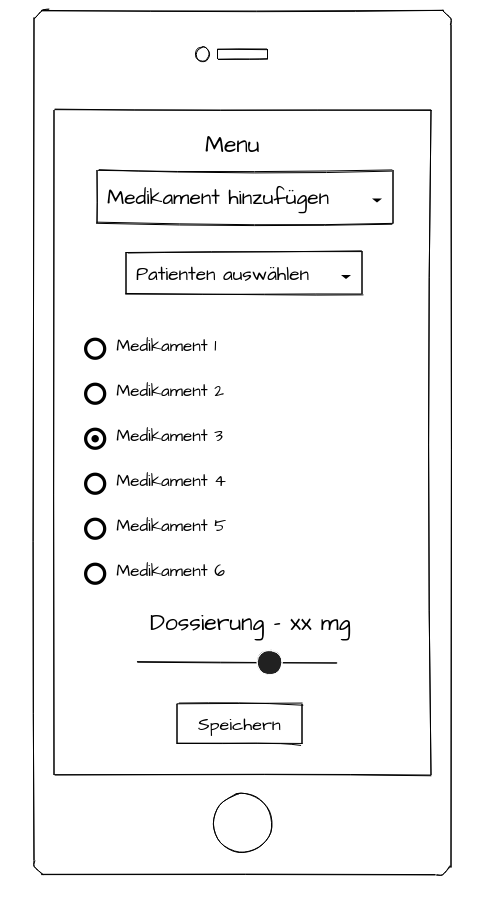 Menu
Medikament hinzufügen
Patienten auswählen
Medikament 1
Medikament 2
Medikament 3
Medikament 4
Medikament 5
Medikament 6
Dossierung - xx mg
Speichern